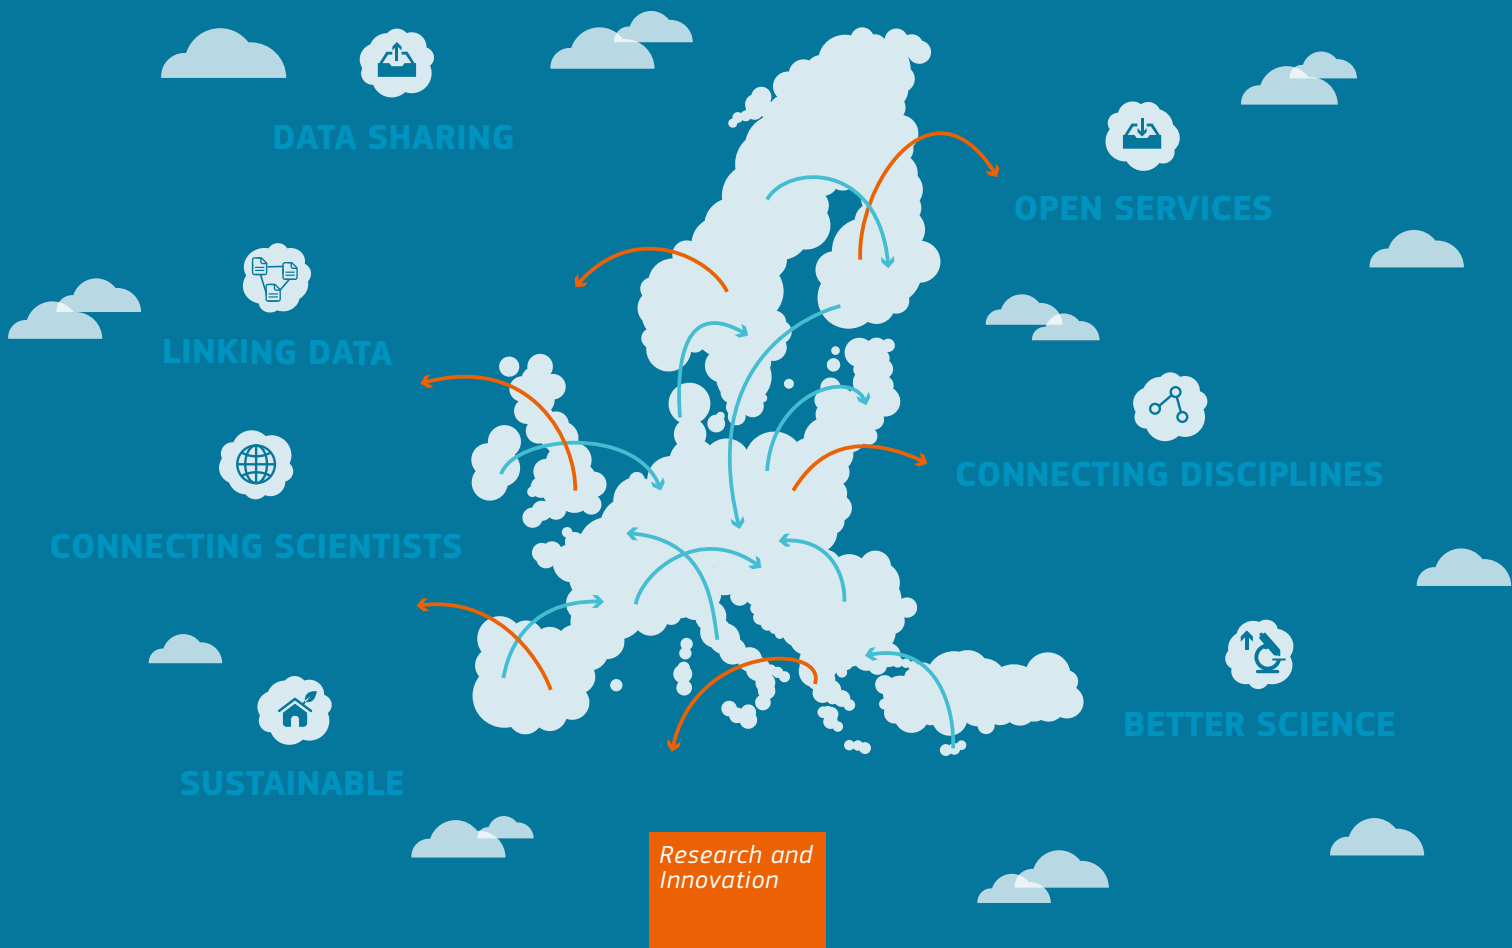 DATA SHARING
OPEN SERVICES
LINKING DATA
CONNECTING DISCIPLINES
CONNECTING SCIENTISTS
BETTER SCIENCE
SUSTAINABLE
Research and
Innovation